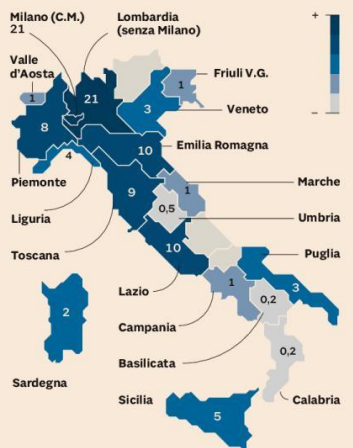 Milano (C.M.)
21
Lombardia
(senza Milano)
+
Valle
d'Aosta
Friuli V.G.
1
21
1
3
Veneto
8
–
4
10
Emilia Romagna
Piemonte
Marche
9
1
Liguria
0,5
Umbria
Toscana
10
Puglia
Lazio
1
3
2
0,2
Campania
Basilicata
0,2
Sardegna
Sicilia
5
Calabria